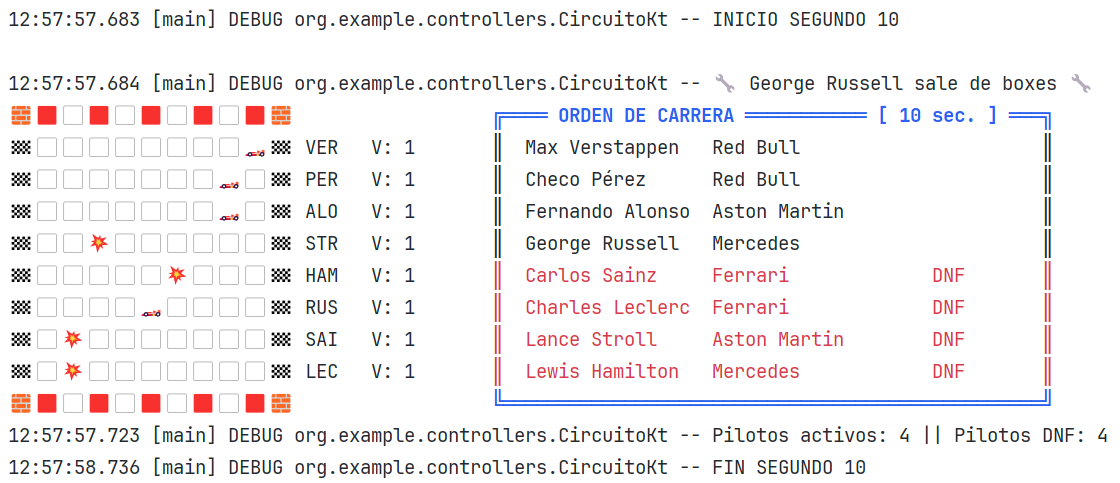 12:57:57.683 [main] DEBUG org.example.controllers.CircuitoKt -- INICIO SEGUNDO 10
12:57:57.684 [main] DEBUG org.example.controllers.CircuitoKt -- 🔧 George Russell sale de boxes 🔧
ORDEN DE CARRERA [ 10 sec. ]
VER V: 1 Max Verstappen Red Bull
PER V: 1 Checo Pérez Red Bull
ALO V: 1 Fernando Alonso Aston Martin
STR V: 1 George Russell Mercedes
HAM V: 1 Carlos Sainz Ferrari DNF
RUS V: 1 Charles Leclerc Ferrari DNF
SAI V: 1 Lance Stroll Aston Martin DNF
LEC V: 1 Lewis Hamilton Mercedes DNF
12:57:57.723 [main] DEBUG org.example.controllers.CircuitoKt -- Pilotos activos: 4 || Pilotos DNF: 4
12:57:58.736 [main] DEBUG org.example.controllers.CircuitoKt -- FIN SEGUNDO 10